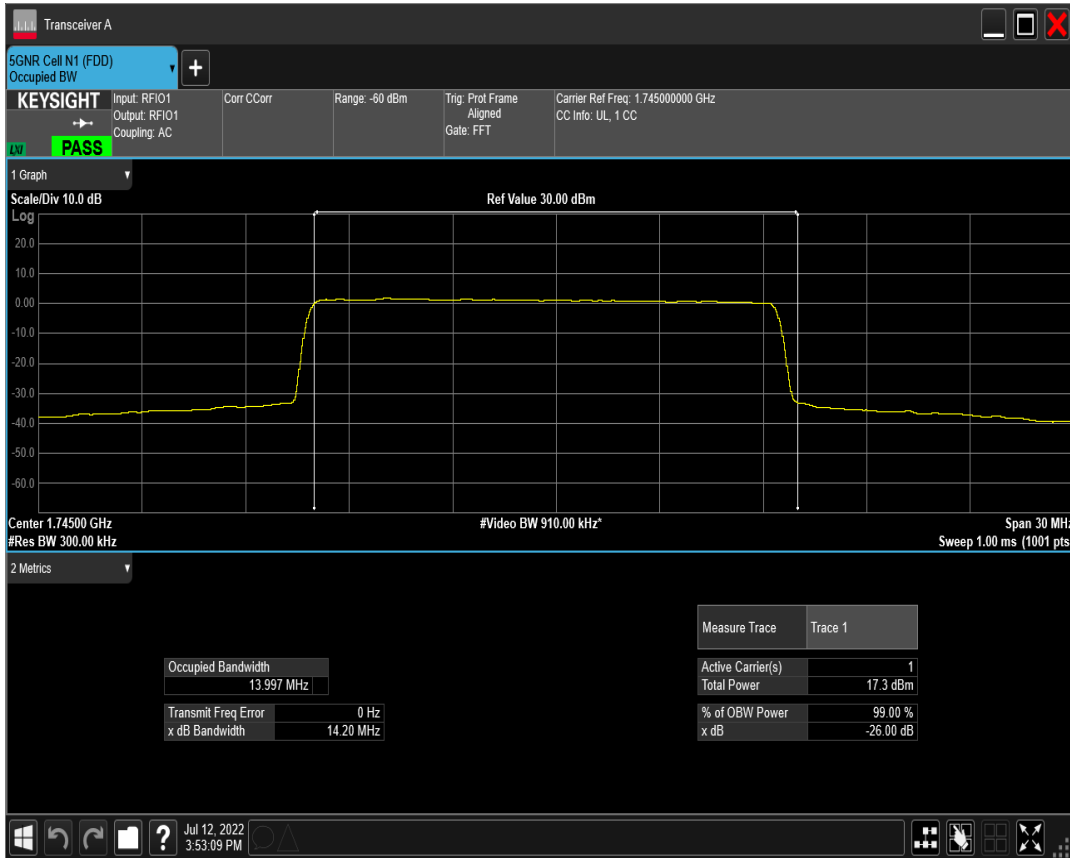 Transceiver A
5GNR Cell N1 (FDD)
Occupied BW
+
KEYSIGHT
LXI
PASS
Input: RFIO1
Output: RFIO1
Coupling: AC
Corr CCorr
Range: -60 dBm
Trig: Prot Frame
Aligned
Gate: FFT
Carrier Ref Freq: 1.745000000 GHz
CC Info: UL, 1 CC
1 Graph
Scale/Div 10.0 dB
Ref Value 30.00 dBm
Log
20.0
10.0
0.00
-10.0
-20.0
-30.0
-40.0
-50.0
-60.0
Center 1.74500 GHz
#Video BW 910.00 kHz*
Span 30 MHz
#Res BW 300.00 kHz
Sweep 1.00 ms (1001 pts
2 Metrics
Measure Trace Trace 1
Occupied Bandwidth
13.997 MHz
Active Carrier(s) 1
Total Power 17.3 dBm
Transmit Freq Error 0 Hz
x dB Bandwidth 14.20 MHz
% of OBW Power 99.00 %
x dB -26.00 dB
?
Jul 12, 2022
3:53:09 PM